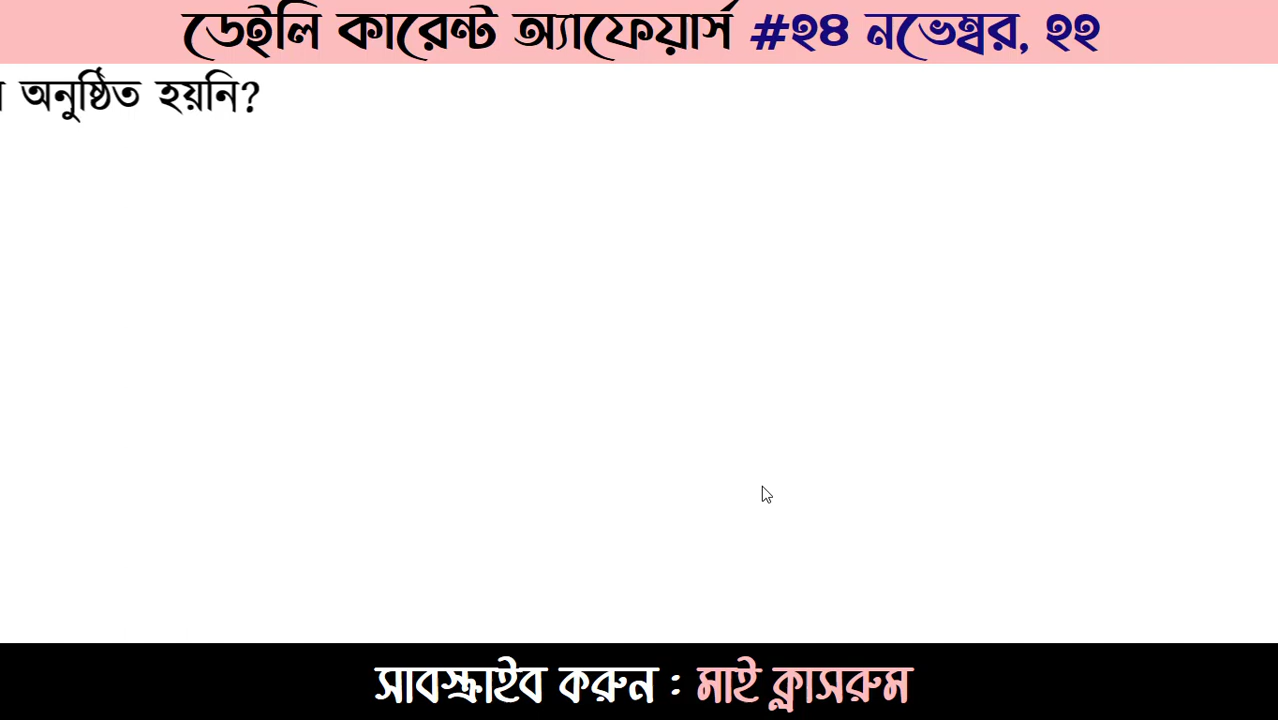 ডেইলি কারেন্ট অ্যাফেয়ার্স #২৪ নভেম্বর, ২২
অনুষ্ঠিত হয়নি?
সাবস্ক্রাইব করুন : মাই ক্লাসরুম